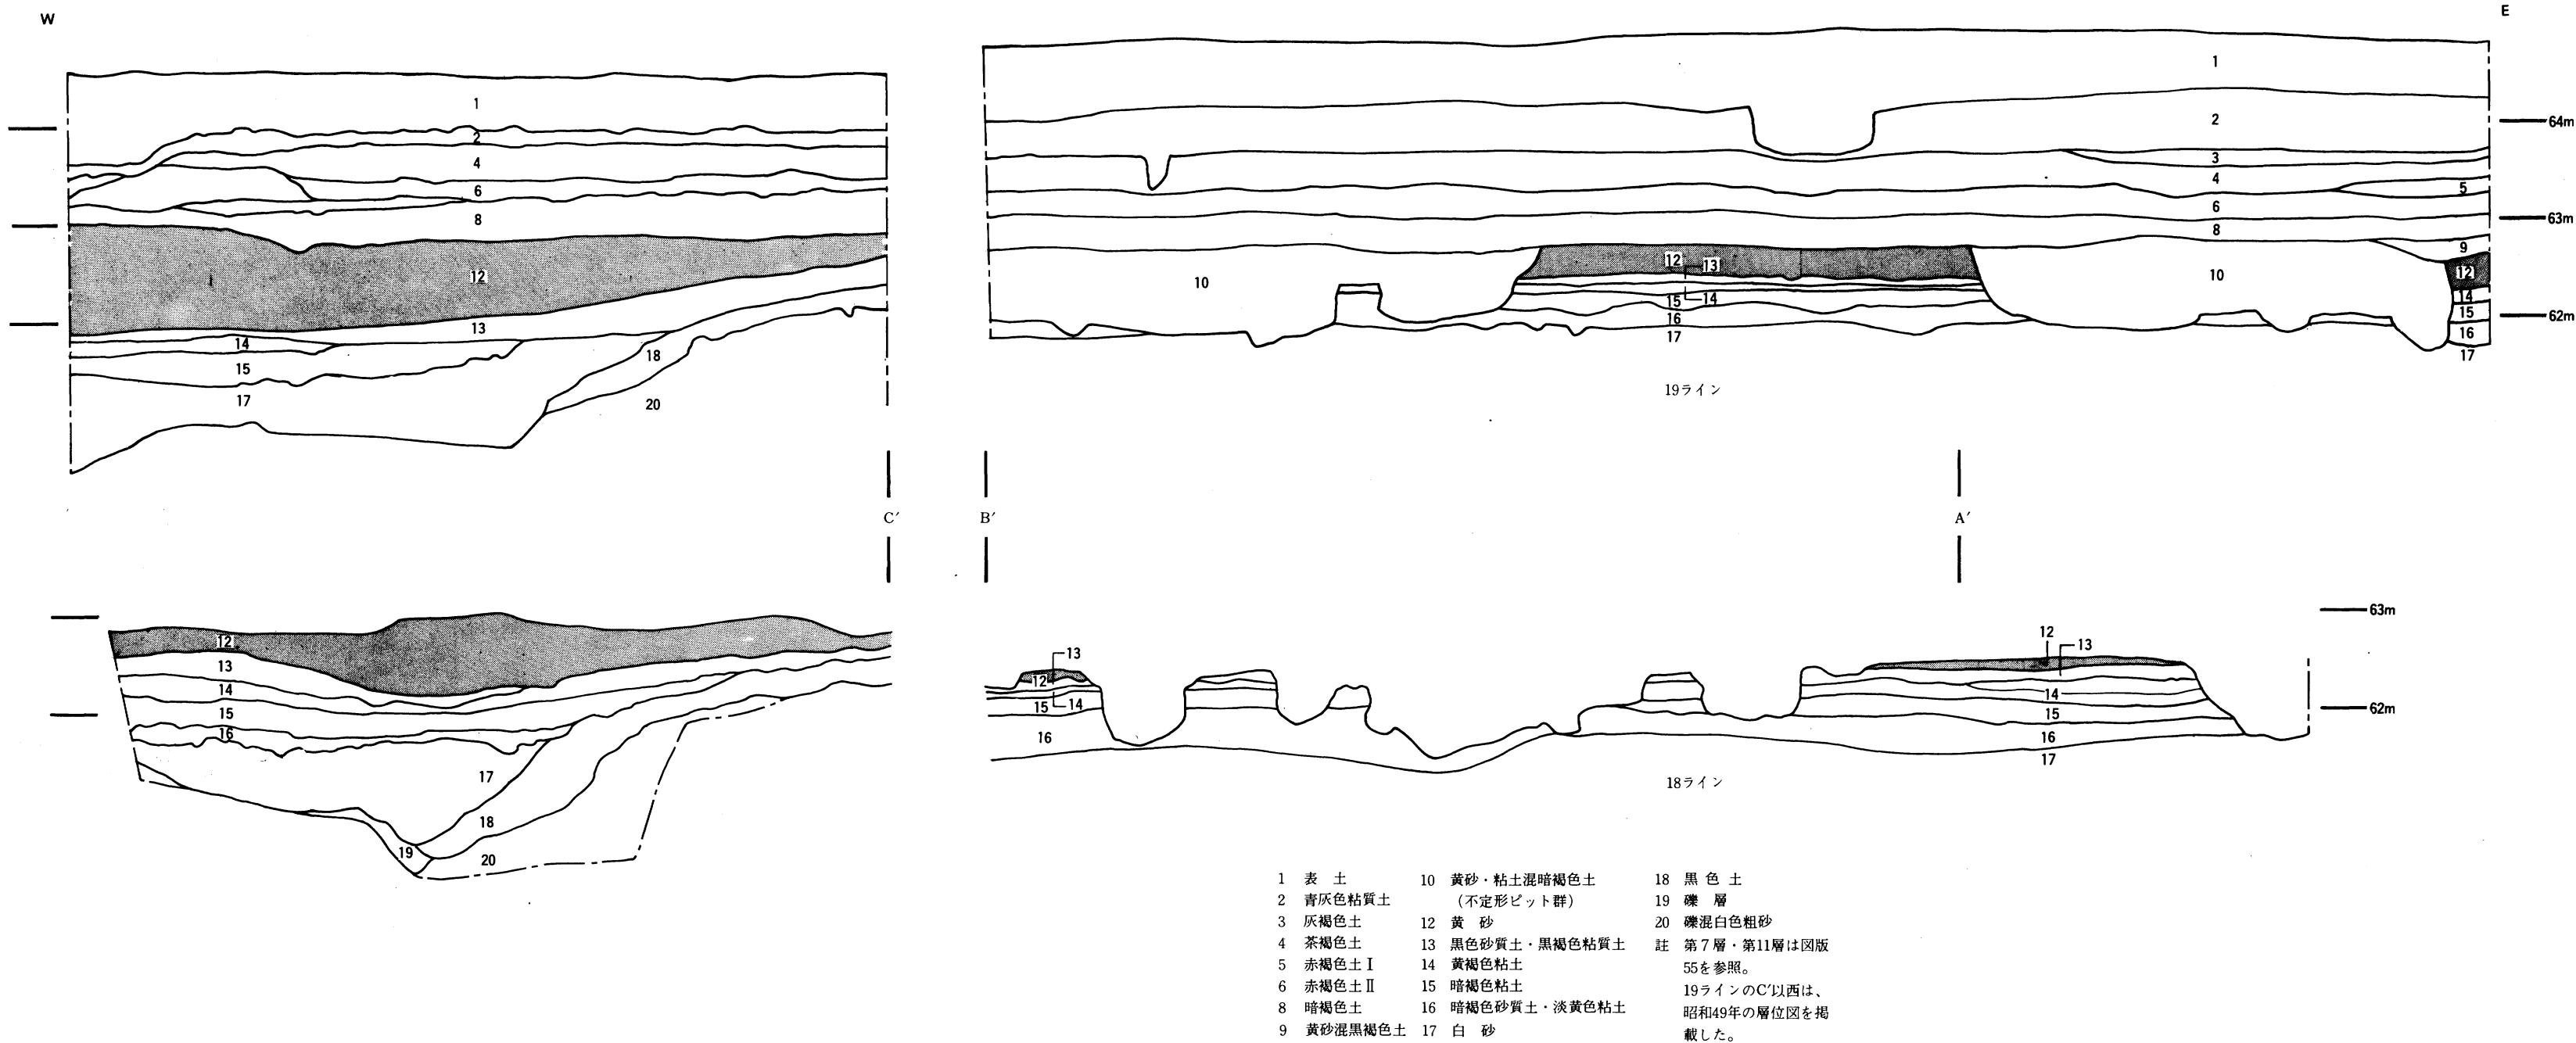 W
E
1
2
4
6
8
12
13
14
15
17
18
20
1
2
3
4
5
6
8
9
10
12
13
14
15
16
17
10
12
14
15
16
17
64m
63m
62m
19ライン
C′
B′
A′
12
13
14
15
16
17
18
19
20
13
12
14
15
16
12
13
14
15
16
17
63m
62m
18ライン
1 表土
2 青灰色粘質土
3 灰褐色土
4 茶褐色土
5 赤褐色土Ⅰ
6 赤褐色土Ⅱ
8 暗褐色土
9 黄砂混黒褐色土
10 黄砂・粘土混暗褐色土
(不定形ピット群)
12 黄砂
13 黒色砂質土・黒褐色粘質土
14 黄褐色粘土
15 暗褐色粘土
16 暗褐色砂質土・淡黄色粘土
17 白砂
18 黒色土
19 礫層
20 礫混白色粗砂
註 第7層・第11層は図版
55を参照。
19ラインのC′以西は、
昭和49年の層位図を掲
載した。